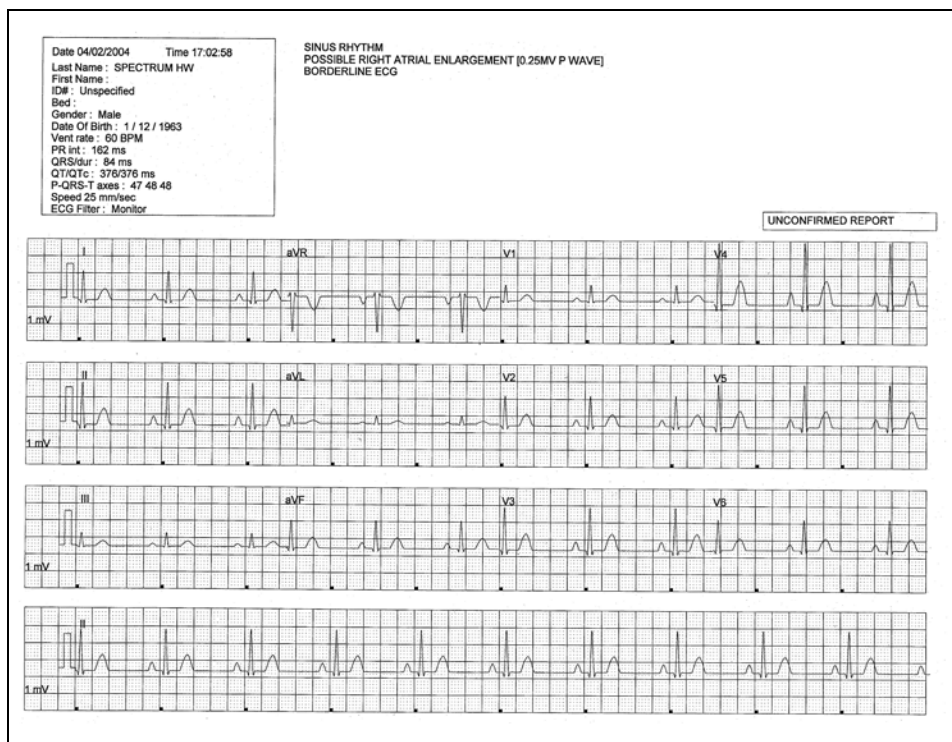 Date 04/02/2004 Time 17:02:58
Last Name : SPECTRUM HW
First Name :
ID# : Unspecified
Bed :
Gender : Male
Date Of Birth : 1 / 12 / 1963
Vent rate : 60 BPM
PR int : 162 ms
QRS/dur : 84 ms
QT/QTc : 376/376 ms
P-QRS-T axes : 47 48 48
Speed 25 mm/sec
ECG Filter : Monitor
SINUS RHYTHM
POSSIBLE RIGHT ATRIAL ENLARGEMENT [0.25MV P WAVE]
BORDERLINE ECG
UNCONFIRMED REPORT
I aVR V1 V4
1 mV
II aVL V2 V5
1 mV
III aVF V3 V6
1 mV
II
1 mV